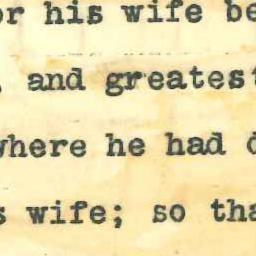 or his wife be
, and greatest
where he had
s wife; so tha